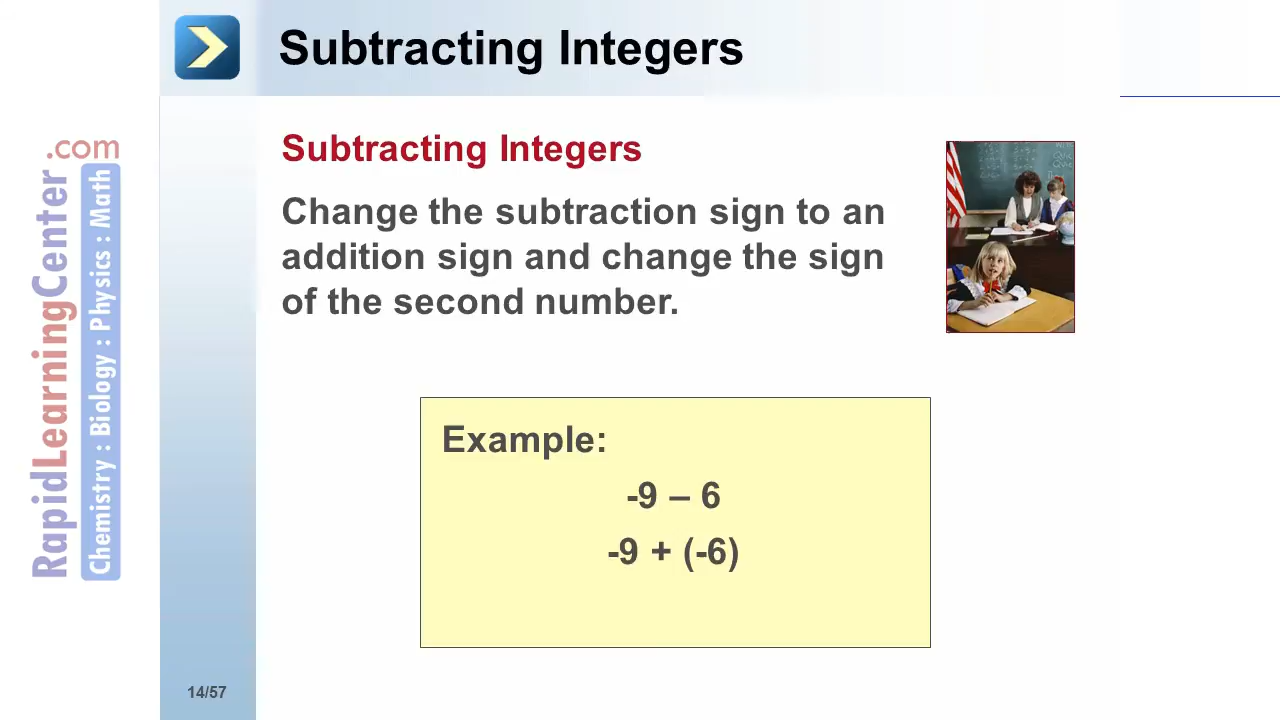 Subtracting Integers
Subtracting Integers
Change the subtraction sign to an
addition sign and change the sign
of the second number.
Example:
-9 – 6
-9 + (-6)
.com
RapidLearningCenter
Chemistry : Biology : Physics : Math
14/57